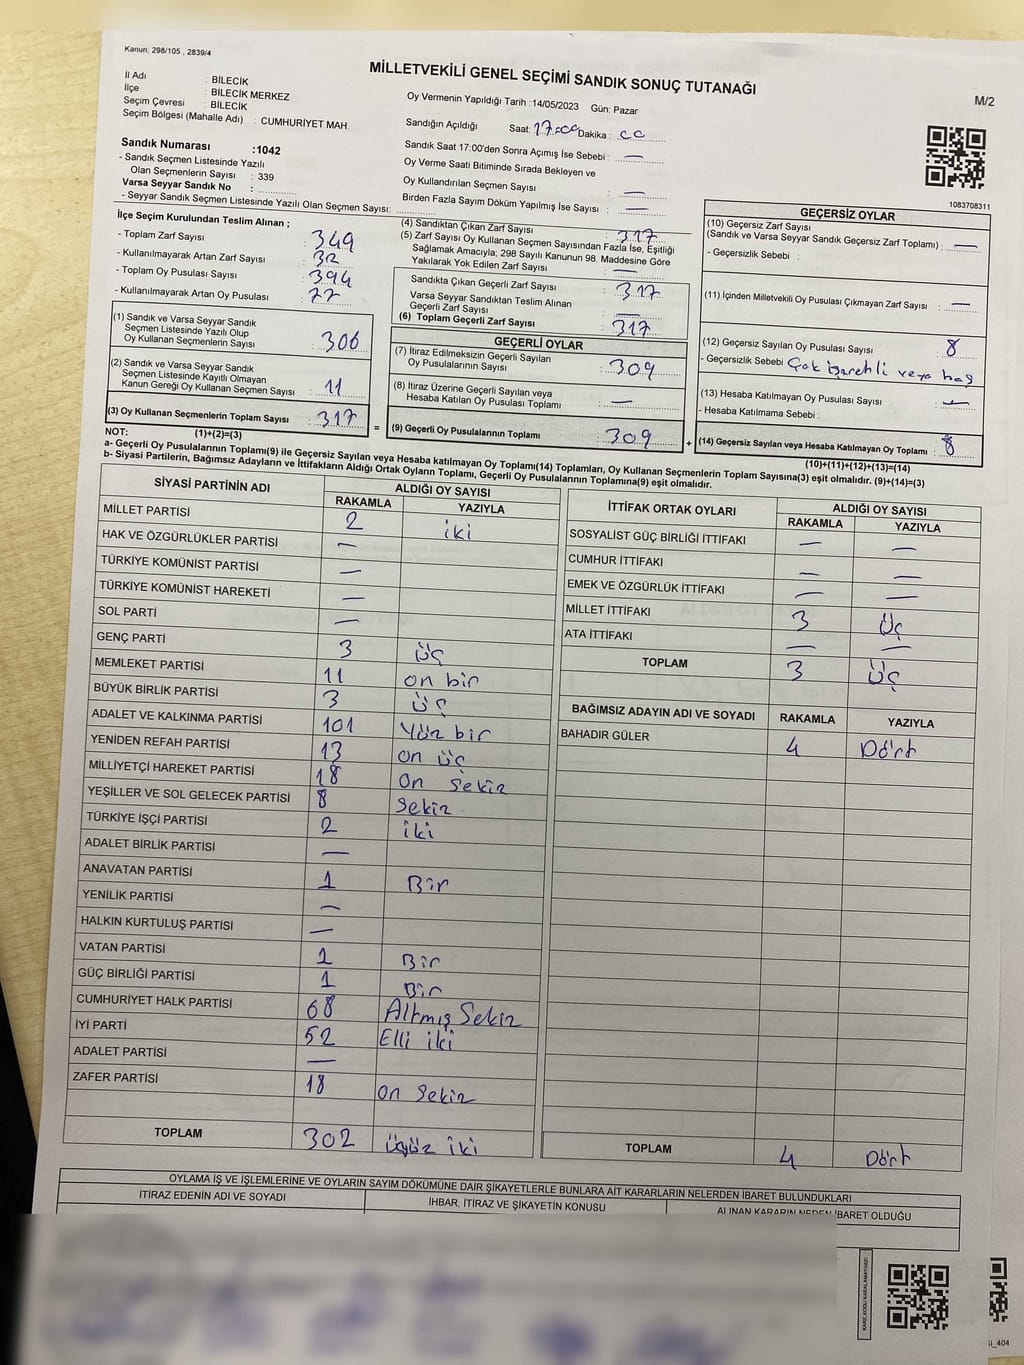 Kanun; 298/105 , 2839/4
MİLLETVEKİLİ GENEL SEÇİMİ SANDIK SONUÇ TUTANAĞI
M/2
İl Adı : BİLECİK
İlçe : BİLECİK MERKEZ
Seçim Çevresi : BİLECİK
Seçim Bölgesi (Mahalle Adı) : CUMHURİYET MAH.
Sandık Numarası :1042
- Sandık Seçmen Listesinde Yazılı
Olan Seçmenlerin Sayısı : 339
Varsa Seyyar Sandık No :
- Seyyar Sandık Seçmen Listesinde Yazılı Olan Seçmen Sayısı:
Oy Vermenin Yapıldığı Tarih :14/05/2023 Gün: Pazar
Sandığın Açıldığı Saat: 17:00 Dakika : 00
Sandık Saat 17:00'den Sonra Açımış İse Sebebi : —
Oy Verme Saati Bitiminde Sırada Bekleyen ve
Oy Kullandırılan Seçmen Sayısı : —
Birden Fazla Sayım Döküm Yapılmış İse Sayısı : —
1083708311
İlçe Seçim Kurulundan Teslim Alınan ;
- Toplam Zarf Sayısı : 349
- Kullanılmayarak Artan Zarf Sayısı : 32
- Toplam Oy Pusulası Sayısı : 394
- Kullanılmayarak Artan Oy Pusulası : 77
(1) Sandık ve Varsa Seyyar Sandık
Seçmen Listesinde Yazılı Olup
Oy Kullanan Seçmenlerin Sayısı : 306
(2) Sandık ve Varsa Seyyar Sandık
Seçmen Listesinde Kayıtlı Olmayan
Kanun Gereği Oy Kullanan Seçmen Sayısı : 11
(3) Oy Kullanan Seçmenlerin Toplam Sayısı : 317
(4) Sandıktan Çıkan Zarf Sayısı : 317
(5) Zarf Sayısı Oy Kullanan Seçmen Sayısından Fazla İse, Eşitliği
Sağlamak Amacıyla; 298 Sayılı Kanunun 98. Maddesine Göre
Yakılarak Yok Edilen Zarf Sayısı : —
Sandıkta Çıkan Geçerli Zarf Sayısı : 317
Varsa Seyyar Sandıktan Teslim Alınan
Geçerli Zarf Sayısı : —
(6) Toplam Geçerli Zarf Sayısı : 317
GEÇERLİ OYLAR
(7) İtiraz Edilmeksizin Geçerli Sayılan
Oy Pusulalarının Sayısı : 309
(8) İtiraz Üzerine Geçerli Sayılan veya
Hesaba Katılan Oy Pusulası Toplamı : —
= (9) Geçerli Oy Pusulalarının Toplamı : 309
GEÇERSİZ OYLAR
(10) Geçersiz Zarf Sayısı
(Sandık ve Varsa Seyyar Sandık Geçersiz Zarf Toplamı) : —
- Geçersizlik Sebebi :
(11) İçinden Milletvekili Oy Pusulası Çıkmayan Zarf Sayısı : —
(12) Geçersiz Sayılan Oy Pusulası Sayısı : 8
- Geçersizlik Sebebi : Çok işaretli veya boş
(13) Hesaba Katılmayan Oy Pusulası Sayısı : —
- Hesaba Katılmama Sebebi :
+ (14) Geçersiz Sayılan veya Hesaba Katılmayan Oy Toplamı : 8
NOT: (1)+(2)=(3)
(10)+(11)+(12)+(13)=(14)
a- Geçerli Oy Pusulalarının Toplamı(9) ile Geçersiz Sayılan veya Hesaba katılmayan Oy Toplamı(14) Toplamları, Oy Kullanan Seçmenlerin Toplam Sayısına(3) eşit olmalıdır. (9)+(14)=(3)
b- Siyasi Partilerin, Bağımsız Adayların ve İttifakların Aldığı Ortak Oyların Toplamı, Geçerli Oy Pusulalarının Toplamına(9) eşit olmalıdır.
SİYASİ PARTİNİN ADI
ALDIĞI OY SAYISI
RAKAMLA YAZIYLA
MİLLET PARTİSİ 2 iki
HAK VE ÖZGÜRLÜKLER PARTİSİ —
TÜRKİYE KOMÜNİST PARTİSİ —
TÜRKİYE KOMÜNİST HAREKETİ —
SOL PARTİ —
GENÇ PARTİ 3 üç
MEMLEKET PARTİSİ 11 on bir
BÜYÜK BİRLİK PARTİSİ 3 üç
ADALET VE KALKINMA PARTİSİ 101 Yüz bir
YENİDEN REFAH PARTİSİ 13 on üç
MİLLİYETÇİ HAREKET PARTİSİ 18 On sekiz
YEŞİLLER VE SOL GELECEK PARTİSİ 8 sekiz
TÜRKİYE İŞÇİ PARTİSİ 2 iki
ADALET BİRLİK PARTİSİ —
ANAVATAN PARTİSİ 1 Bir
YENİLİK PARTİSİ —
HALKIN KURTULUŞ PARTİSİ —
VATAN PARTİSİ 1 Bir
GÜÇ BİRLİĞİ PARTİSİ 1 Bir
CUMHURİYET HALK PARTİSİ 68 Altmış Sekiz
İYİ PARTİ 52 Elli iki
ADALET PARTİSİ —
ZAFER PARTİSİ 18 on sekiz
TOPLAM 302 üçyüz iki
İTTİFAK ORTAK OYLARI
ALDIĞI OY SAYISI
RAKAMLA YAZIYLA
SOSYALİST GÜÇ BİRLİĞİ İTTİFAKI — —
CUMHUR İTTİFAKI — —
EMEK VE ÖZGÜRLÜK İTTİFAKI — —
MİLLET İTTİFAKI 3 üç
ATA İTTİFAKI — —
TOPLAM 3 üç
BAĞIMSIZ ADAYIN ADI VE SOYADI RAKAMLA YAZIYLA
BAHADIR GÜLER 4 Dört
TOPLAM 4 Dört
OYLAMA İŞ VE İŞLEMLERİNE VE OYLARIN SAYIM DÖKÜMÜNE DAİR ŞİKAYETLERLE BUNLARA AİT KARARLARIN NELERDEN İBARET BULUNDUKLARI
İTİRAZ EDENİN ADI VE SOYADI
İHBAR, İTİRAZ VE ŞİKAYETİN KONUSU
ALINAN KARARIN NEDEN İBARET OLDUĞU